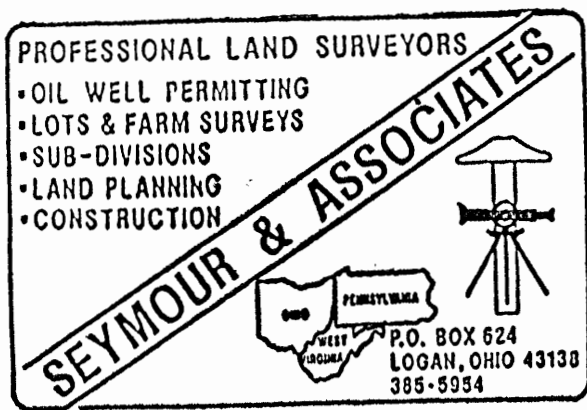 PROFESSIONAL LAND SURVEYORS
▪OIL WELL PERMITTING
▪LOTS & FARM SURVEYS
▪SUB-DIVISIONS
▪LAND PLANNING
▪CONSTRUCTION
SEYMOUR & ASSOCIATES
OHIO
PENNSYLVANIA
WEST
VIRGINIA
P.O. BOX 624
LOGAN, OHIO 43138
385-5954